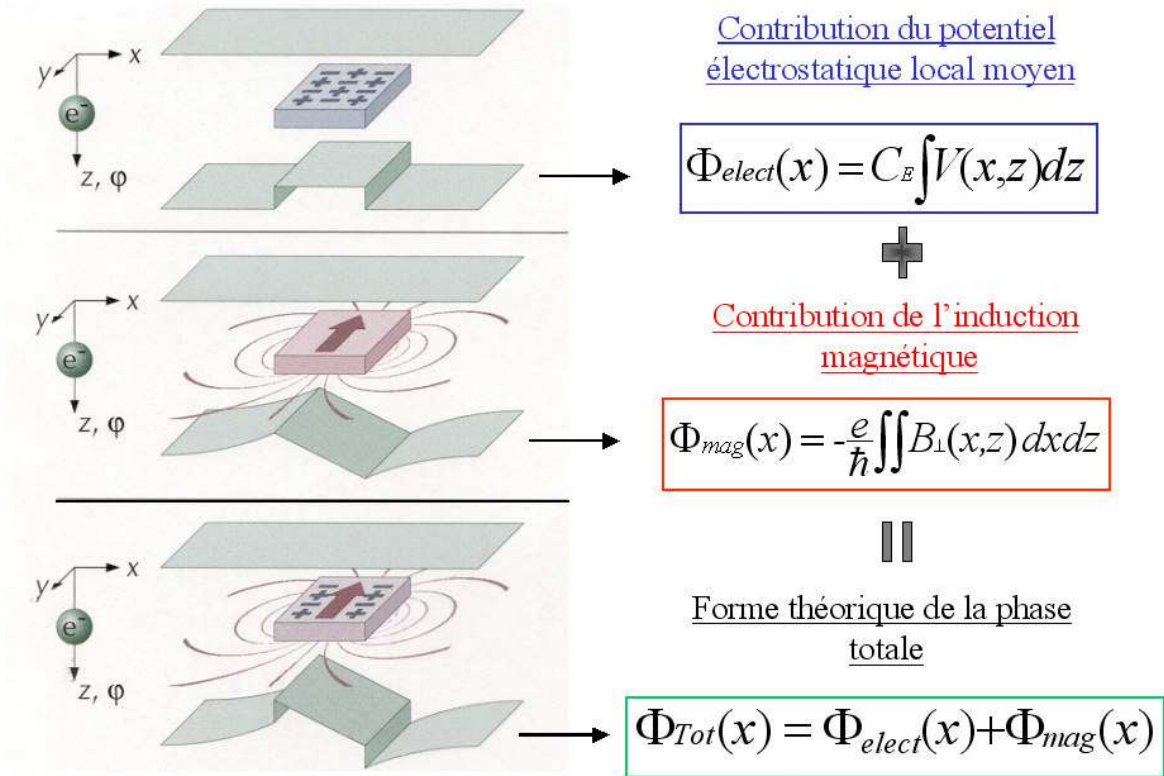 Contribution du potentiel
électrostatique local moyen
x
y
e⁻
z, φ
Φelect(x) = C_E∫V(x,z)dz
Contribution de l'induction
magnétique
x
y
e⁻
z, φ
Φmag(x) = -e/ħ∬B⊥(x,z) dxdz
Forme théorique de la phase
totale
x
y
e⁻
z, φ
ΦTot(x) = Φelect(x)+Φmag(x)